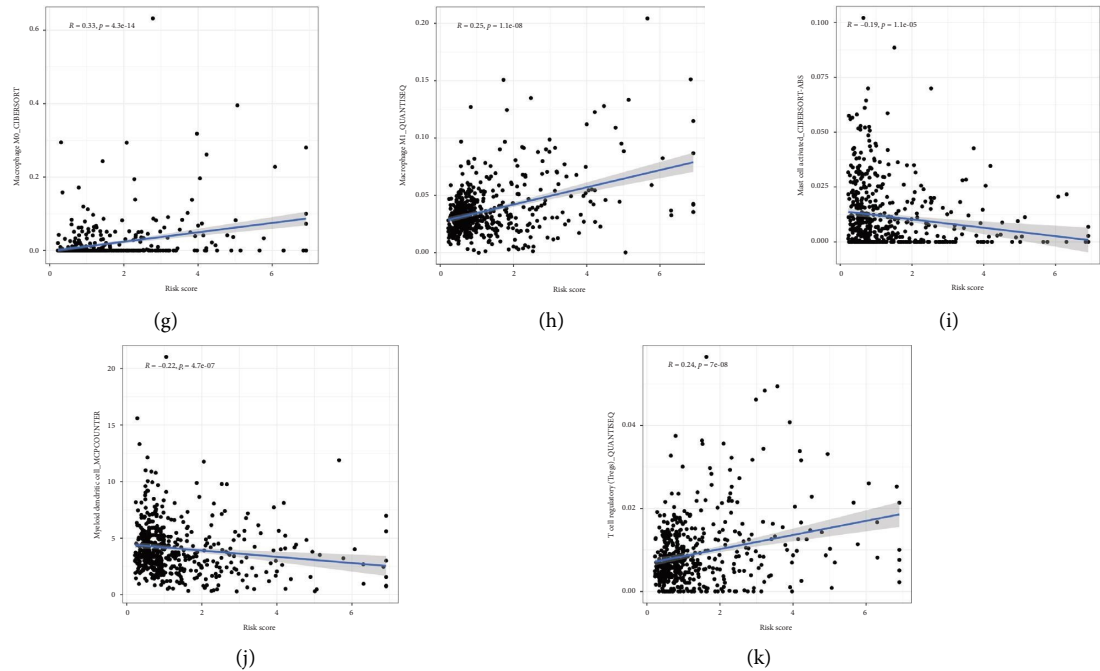 R = 0.33, p = 4.3e-14
0.6
0.4
0.2
0.0
Macrophage M0_CIBERSORT
0 2 4 6
Risk score
(g)
R = 0.25, p = 1.1e-08
0.20
0.15
0.10
0.05
0.00
Macrophage M1_QUANTISEQ
0 2 4 6
Risk score
(h)
R = −0.19, p = 1.1e-05
0.100
0.075
0.050
0.025
0.000
Mast cell activated_CIBERSORT-ABS
0 2 4 6
Risk score
(i)
R = −0.22, p = 4.7e-07
20
15
10
5
0
Myeloid dendritic cell_MCPCOUNTER
0 2 4 6
Risk score
(j)
R = 0.24, p = 7e-08
0.04
0.02
0.00
T cell regulatory (Tregs)_QUANTISEQ
0 2 4 6
Risk score
(k)